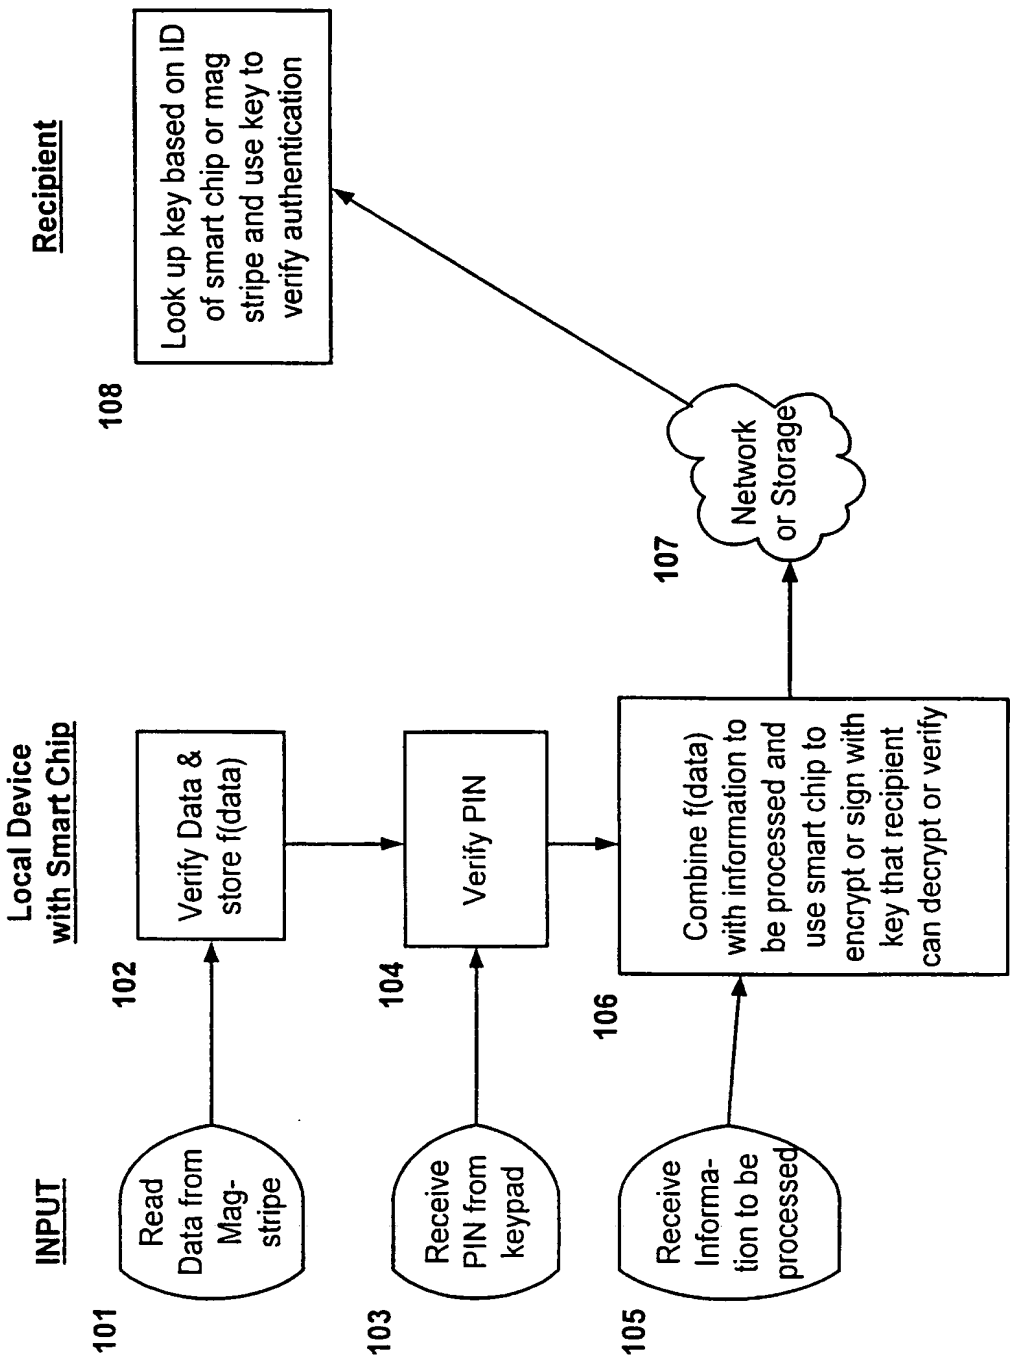 INPUT
Local Device
with Smart Chip
Recipient
101
Read
Data from
Mag-
stripe
102
Verify Data &
store f(data)
103
Receive
PIN from
keypad
104
Verify PIN
105
Receive
Informa-
tion to be
processed
106
Combine f(data)
with information to
be processed and
use smart chip to
encrypt or sign with
key that recipient
can decrypt or verify
107
Network
or Storage
108
Look up key based on ID
of smart chip or mag
stripe and use key to
verify authentication